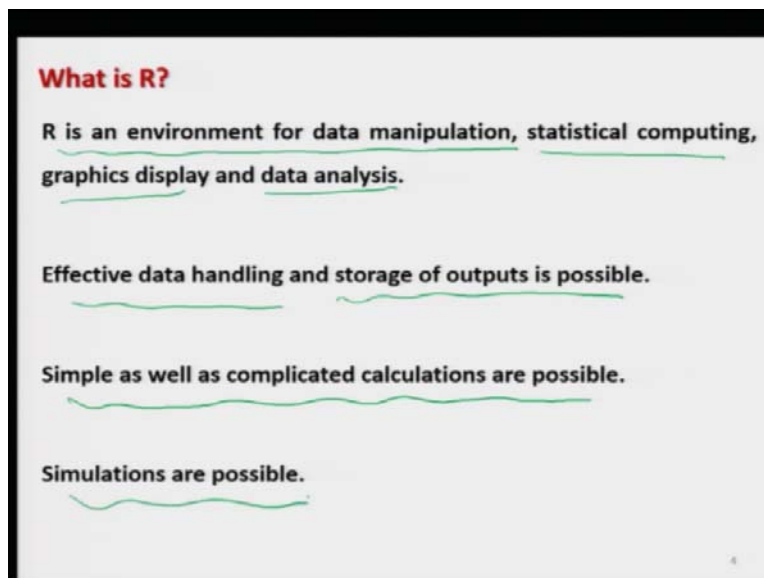 What is R?
R is an environment for data manipulation, statistical computing,
graphics display and data analysis.
Effective data handling and storage of outputs is possible.
Simple as well as complicated calculations are possible.
Simulations are possible.